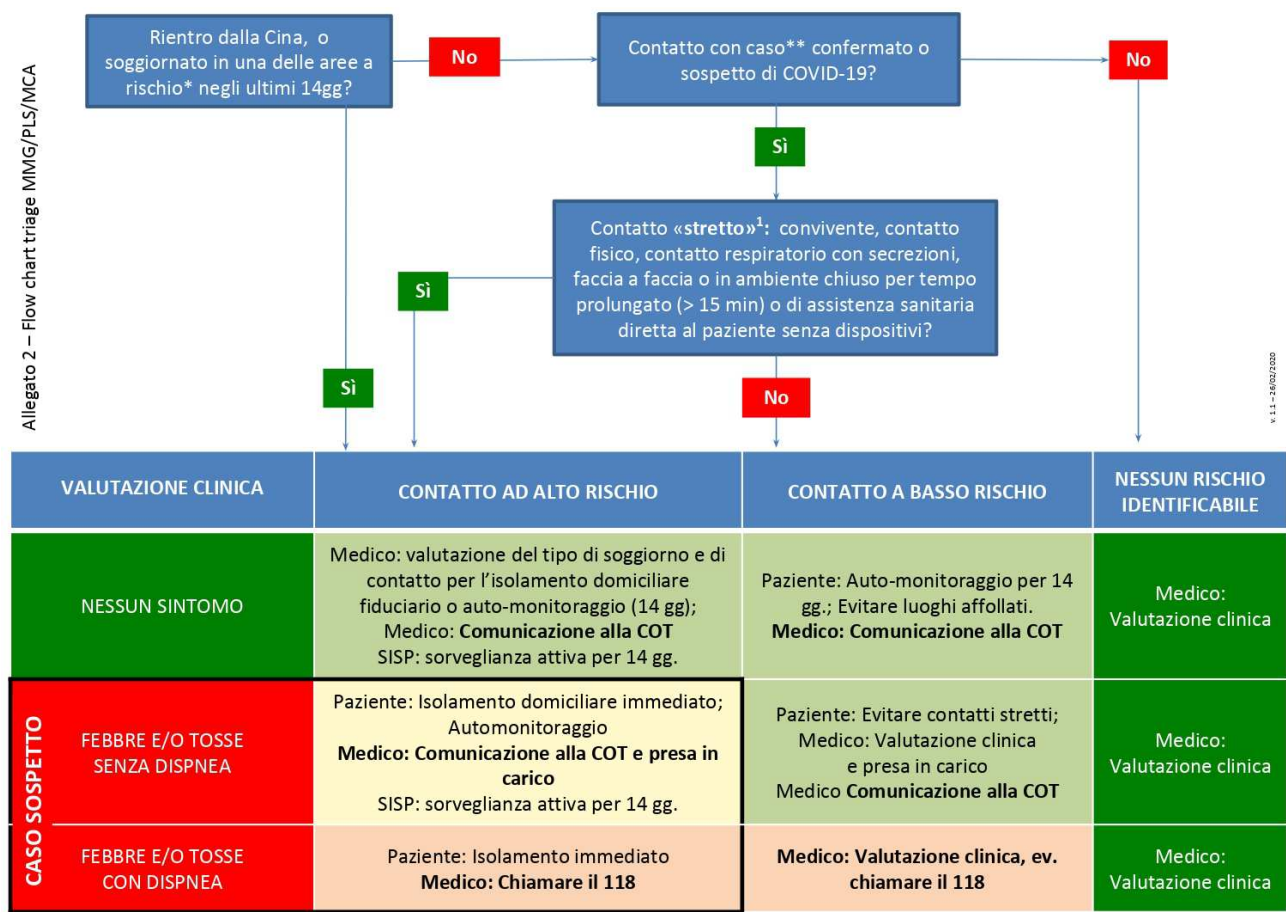 Allegato 2 – Flow chart triage MMG/PLS/MCA
Rientro dalla Cina, o
soggiornato in una delle aree a
rischio* negli ultimi 14gg?
No
Contatto con caso** confermato o
sospetto di COVID-19?
No
Sì
Contatto «stretto»¹: convivente, contatto
fisico, contatto respiratorio con secrezioni,
faccia a faccia o in ambiente chiuso per tempo
prolungato (> 15 min) o di assistenza sanitaria
diretta al paziente senza dispositivi?
Sì
Sì
No
v. 1.1 – 26/02/2020
VALUTAZIONE CLINICA
CONTATTO AD ALTO RISCHIO
CONTATTO A BASSO RISCHIO
NESSUN RISCHIO
IDENTIFICABILE
NESSUN SINTOMO
Medico: valutazione del tipo di soggiorno e di
contatto per l’isolamento domiciliare
fiduciario o auto-monitoraggio (14 gg);
Medico: Comunicazione alla COT
SISP: sorveglianza attiva per 14 gg.
Paziente: Auto-monitoraggio per 14
gg.; Evitare luoghi affollati.
Medico: Comunicazione alla COT
Medico:
Valutazione clinica
CASO SOSPETTO
FEBBRE E/O TOSSE
SENZA DISPNEA
Paziente: Isolamento domiciliare immediato;
Automonitoraggio
Medico: Comunicazione alla COT e presa in
carico
SISP: sorveglianza attiva per 14 gg.
Paziente: Evitare contatti stretti;
Medico: Valutazione clinica
e presa in carico
Medico Comunicazione alla COT
Medico:
Valutazione clinica
FEBBRE E/O TOSSE
CON DISPNEA
Paziente: Isolamento immediato
Medico: Chiamare il 118
Medico: Valutazione clinica, ev.
chiamare il 118
Medico:
Valutazione clinica